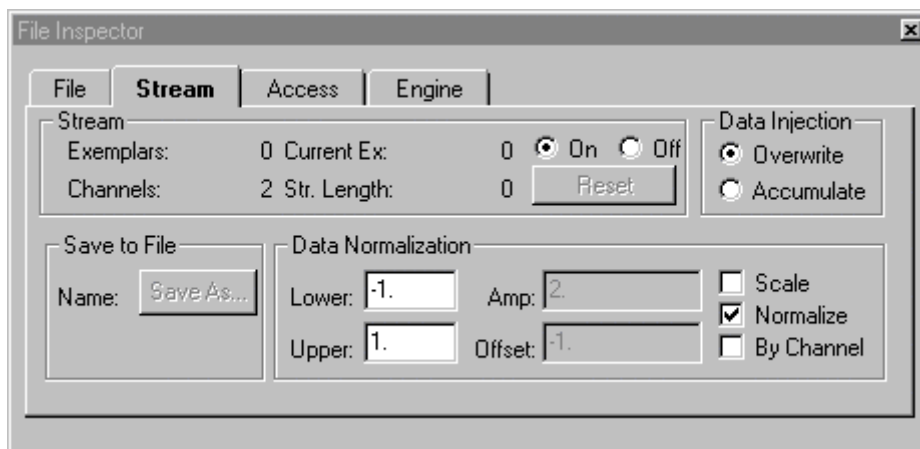 File Inspector
File Stream Access Engine
Stream
Exemplars: 0 Current Ex: 0 On Off
Channels: 2 Str. Length: 0 Reset
Data Injection
Overwrite
Accumulate
Save to File
Name: Save As...
Data Normalization
Lower: -1. Amp: 2. Scale
Normalize
Upper: 1. Offset: -1. By Channel